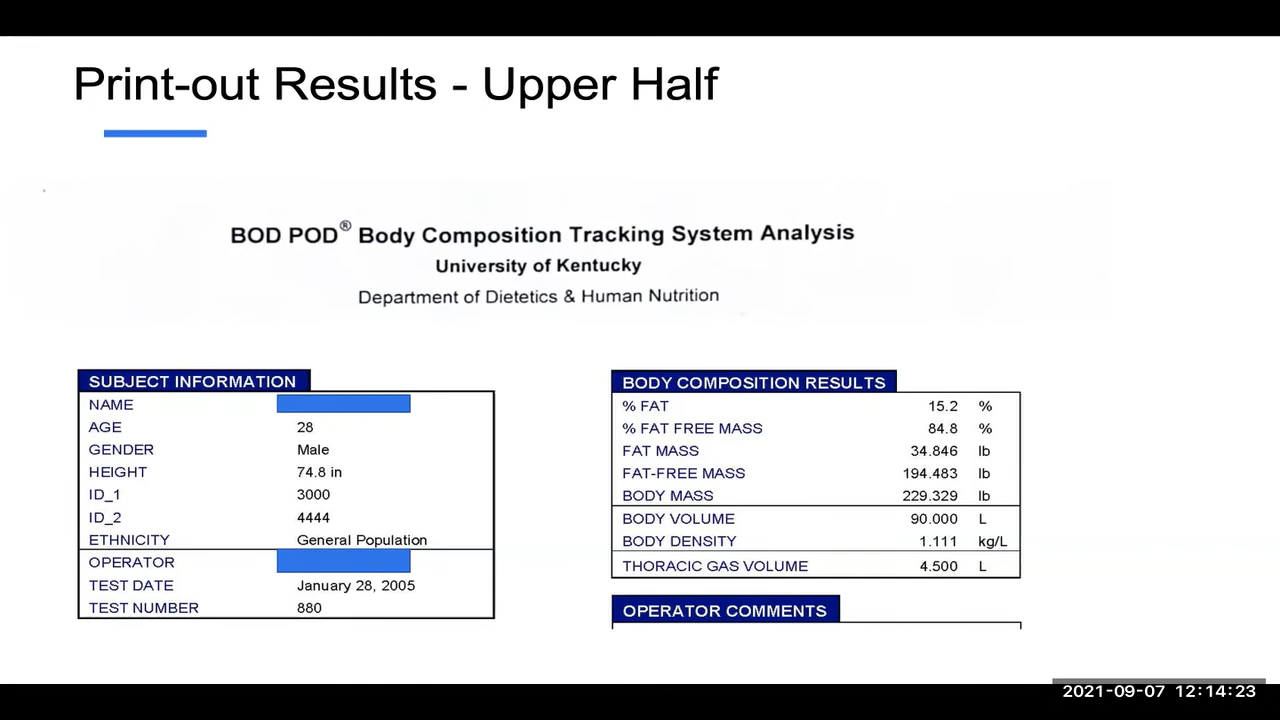 Print-out Results - Upper Half
BOD POD® Body Composition Tracking System Analysis
University of Kentucky
Department of Dietetics & Human Nutrition
SUBJECT INFORMATION
NAME
AGE 28
GENDER Male
HEIGHT 74.8 in
ID_1 3000
ID_2 4444
ETHNICITY General Population
OPERATOR
TEST DATE January 28, 2005
TEST NUMBER 880
BODY COMPOSITION RESULTS
% FAT 15.2 %
% FAT FREE MASS 84.8 %
FAT MASS 34.846 lb
FAT-FREE MASS 194.483 lb
BODY MASS 229.329 lb
BODY VOLUME 90.000 L
BODY DENSITY 1.111 kg/L
THORACIC GAS VOLUME 4.500 L
OPERATOR COMMENTS
2021-09-07 12:14:23